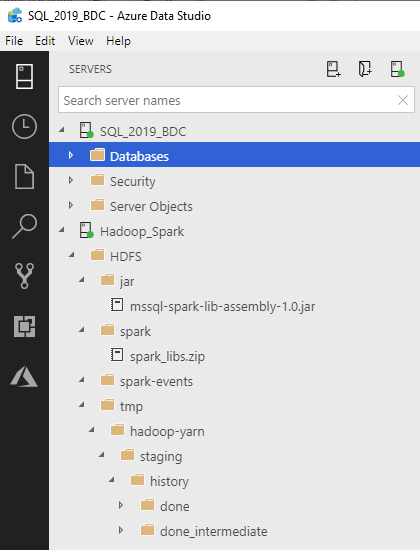 SQL_2019_BDC - Azure Data Studio
File Edit View Help
SERVERS
Search server names
SQL_2019_BDC
Databases
Security
Server Objects
Hadoop_Spark
HDFS
jar
mssql-spark-lib-assembly-1.0.jar
spark
spark_libs.zip
spark-events
tmp
hadoop-yarn
staging
history
done
done_intermediate